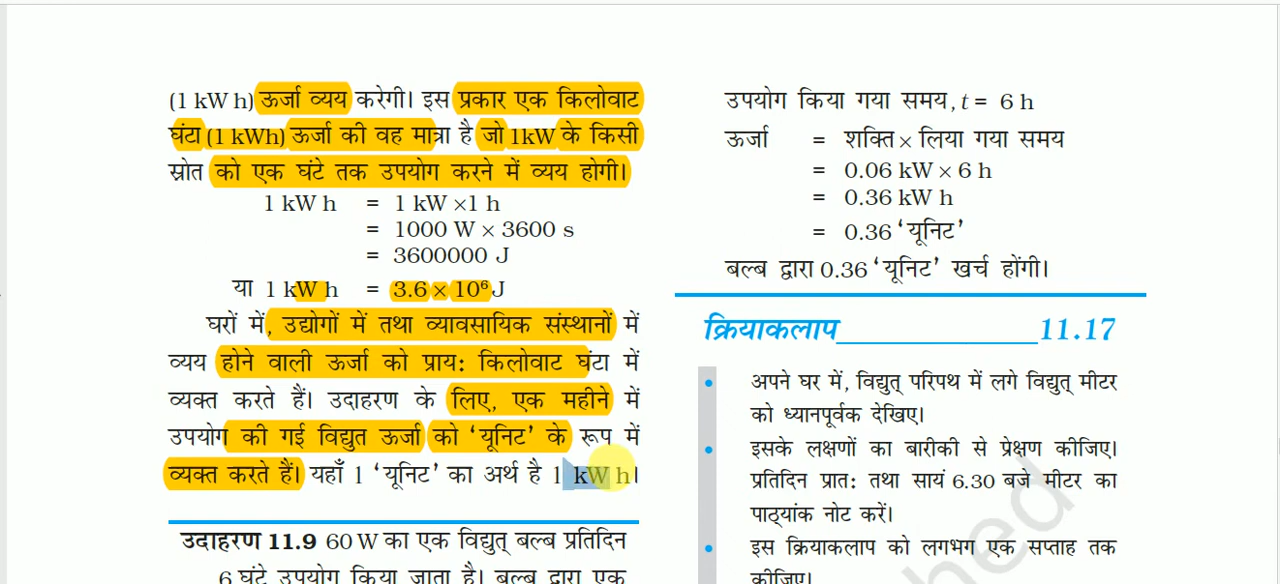 (1 kW h) ऊर्जा व्यय करेगी। इस प्रकार एक किलोवाट
घंटा (1 kWh) ऊर्जा की वह मात्रा है जो 1kW के किसी
स्रोत को एक घंटे तक उपयोग करने में व्यय होगी।
1 kW h = 1 kW ×1 h
= 1000 W × 3600 s
= 3600000 J
या 1 kW h = 3.6 × 10⁶ J
घरों में, उद्योगों में तथा व्यावसायिक संस्थानों में
व्यय होने वाली ऊर्जा को प्राय: किलोवाट घंटा में
व्यक्त करते हैं। उदाहरण के लिए, एक महीने में
उपयोग की गई विद्युत ऊर्जा को ‘यूनिट’ के रूप में
व्यक्त करते हैं। यहाँ 1 ‘यूनिट’ का अर्थ है 1 kW h।
उदाहरण 11.9 60 W का एक विद्युत् बल्ब प्रतिदिन
6 घंटे उपयोग किया जाता है। बल्ब द्वारा एक
उपयोग किया गया समय, t = 6 h
ऊर्जा = शक्ति × लिया गया समय
= 0.06 kW × 6 h
= 0.36 kW h
= 0.36 ‘यूनिट’
बल्ब द्वारा 0.36 ‘यूनिट’ खर्च होंगी।
क्रियाकलाप 11.17
• अपने घर में, विद्युत् परिपथ में लगे विद्युत् मीटर
को ध्यानपूर्वक देखिए।
• इसके लक्षणों का बारीकी से प्रेक्षण कीजिए।
प्रतिदिन प्रात: तथा सायं 6.30 बजे मीटर का
पाठ्यांक नोट करें।
• इस क्रियाकलाप को लगभग एक सप्ताह तक
कीजिए।